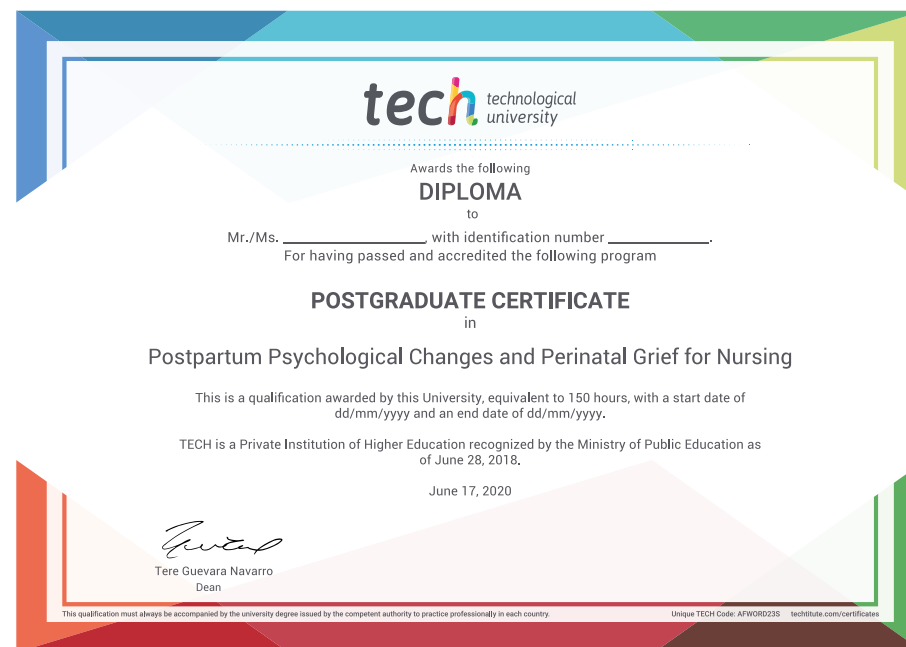 tech technological
university
Awards the following
DIPLOMA
to
Mr./Ms. ____________________, with identification number ______________.
For having passed and accredited the following program
POSTGRADUATE CERTIFICATE
in
Postpartum Psychological Changes and Perinatal Grief for Nursing
This is a qualification awarded by this University, equivalent to 150 hours, with a start date of
dd/mm/yyyy and an end date of dd/mm/yyyy.
TECH is a Private Institution of Higher Education recognized by the Ministry of Public Education as
of June 28, 2018.
June 17, 2020
Tere Guevara Navarro
Dean
This qualification must always be accompanied by the university degree issued by the competent authority to practice professionally in each country.
Unique TECH Code: AFWORD23S techtitute.com/certificates